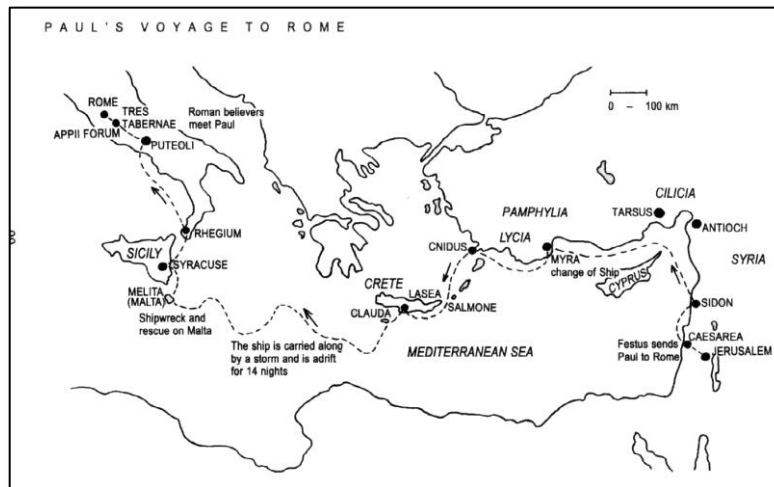 PAUL'S VOYAGE TO ROME
0 – 100 km
ROME
TRES
TABERNAE
APPII FORUM
PUTEOLI
Roman believers
meet Paul
RHEGIUM
SICILY
SYRACUSE
MELITA
(MALTA)
Shipwreck and
rescue on Malta
The ship is carried along
by a storm and is adrift
for 14 nights
CRETE
LASEA
CLAUDA
SALMONE
CNIDUS
PAMPHYLIA
LYCIA
MYRA
change of Ship
CILICIA
TARSUS
ANTIOCH
SYRIA
CYPRUS
SIDON
MEDITERRANEAN SEA
Festus sends
Paul to Rome
CAESAREA
JERUSALEM